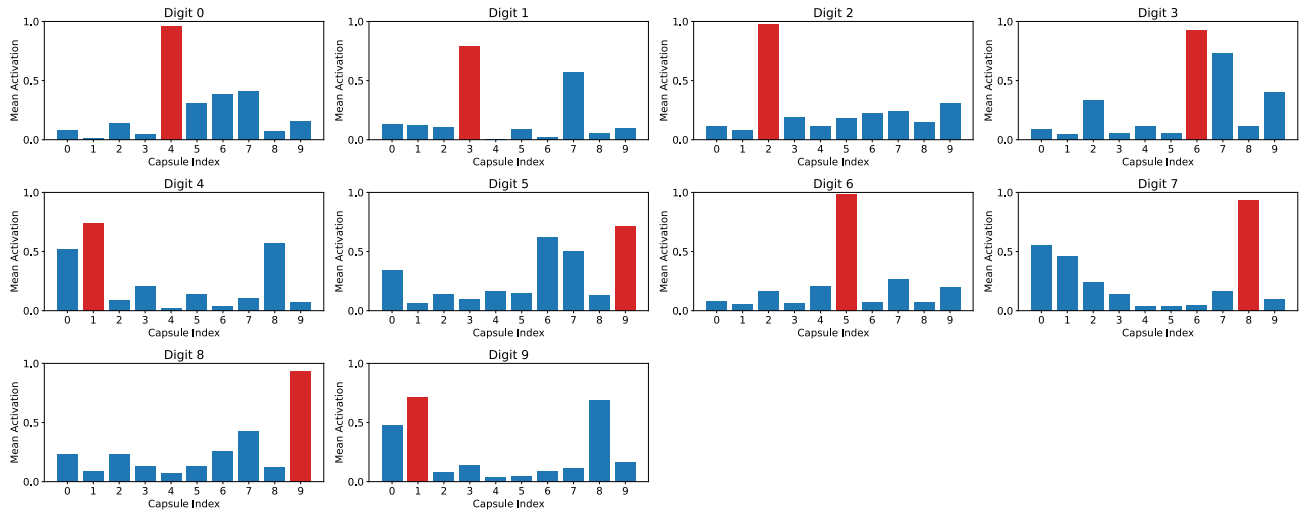 Digit 0
Mean Activation
1.0
0.5
0.0
0 1 2 3 4 5 6 7 8 9
Capsule Index
Digit 1
Mean Activation
1.0
0.5
0.0
0 1 2 3 4 5 6 7 8 9
Capsule Index
Digit 2
Mean Activation
1.0
0.5
0.0
0 1 2 3 4 5 6 7 8 9
Capsule Index
Digit 3
Mean Activation
1.0
0.5
0.0
0 1 2 3 4 5 6 7 8 9
Capsule Index
Digit 4
Mean Activation
1.0
0.5
0.0
0 1 2 3 4 5 6 7 8 9
Capsule Index
Digit 5
Mean Activation
1.0
0.5
0.0
0 1 2 3 4 5 6 7 8 9
Capsule Index
Digit 6
Mean Activation
1.0
0.5
0.0
0 1 2 3 4 5 6 7 8 9
Capsule Index
Digit 7
Mean Activation
1.0
0.5
0.0
0 1 2 3 4 5 6 7 8 9
Capsule Index
Digit 8
Mean Activation
1.0
0.5
0.0
0 1 2 3 4 5 6 7 8 9
Capsule Index
Digit 9
Mean Activation
1.0
0.5
0.0
0 1 2 3 4 5 6 7 8 9
Capsule Index